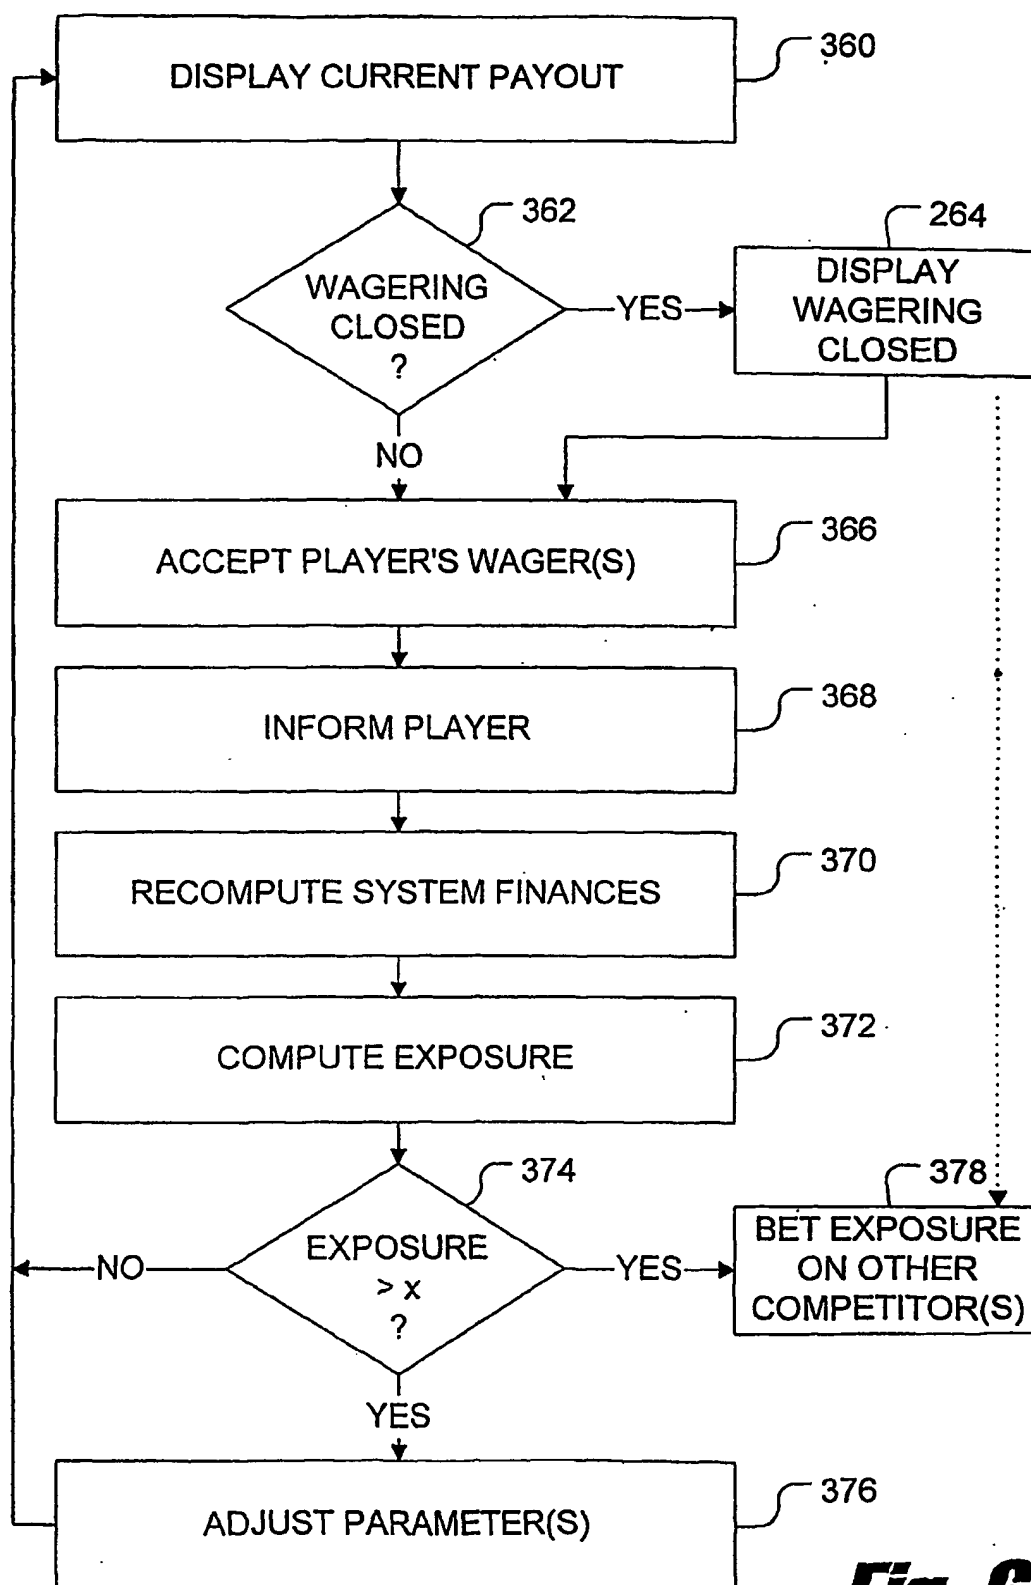 DISPLAY CURRENT PAYOUT
360
362
WAGERING
CLOSED
?
YES
264
DISPLAY
WAGERING
CLOSED
NO
ACCEPT PLAYER'S WAGER(S)
366
INFORM PLAYER
368
RECOMPUTE SYSTEM FINANCES
370
COMPUTE EXPOSURE
372
374
EXPOSURE
> x
?
NO
YES
378
BET EXPOSURE
ON OTHER
COMPETITOR(S)
YES
ADJUST PARAMETER(S)
376
Fig.